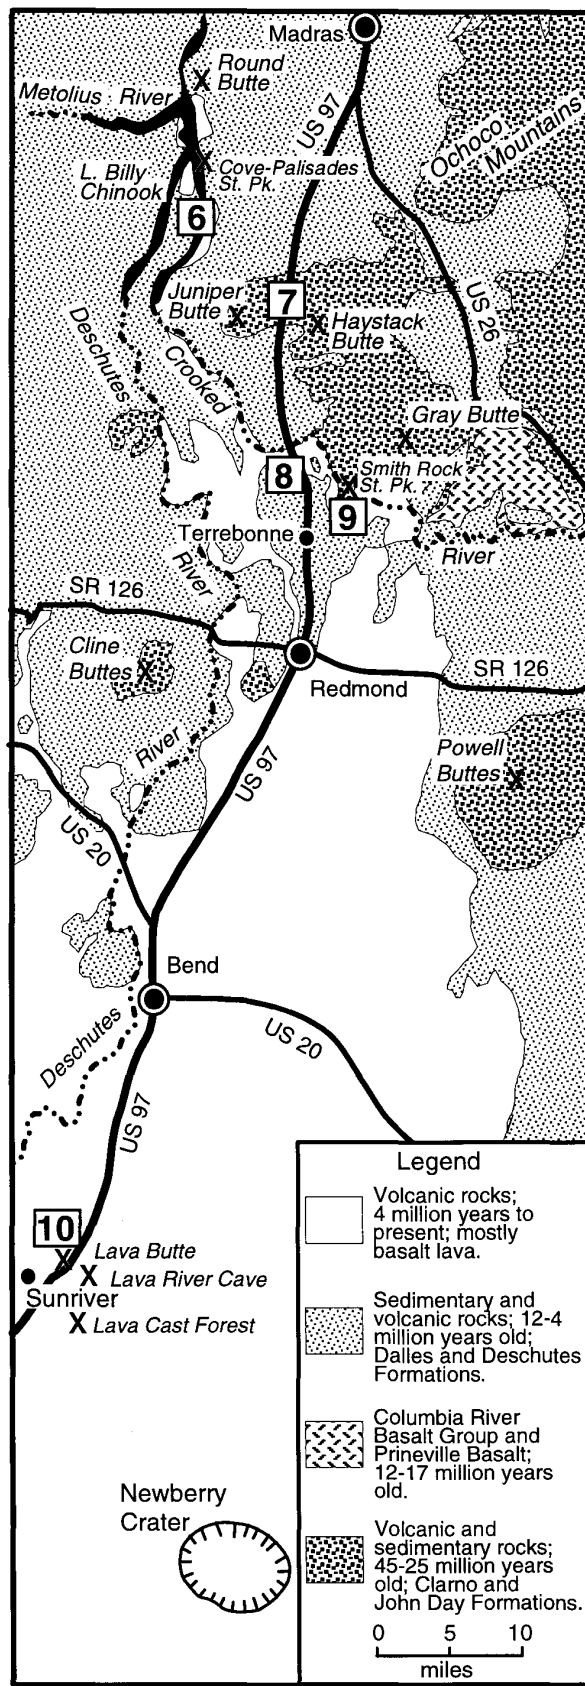 Madras
Round
Butte
Metolius River
US 97
Ochoco
Mountains
L. Billy
Chinook
Cove-Palisades
St. Pk.
6
7
Juniper
Butte
Haystack
Butte
US 26
Deschutes
Crooked
Gray Butte
8
Smith Rock
St. Pk.
9
Terrebonne
River
River
SR 126
Cline
Buttes
Redmond
SR 126
River
US 97
Powell
Buttes
US 20
Bend
Deschutes
US 20
US 97
10
Lava Butte
Lava River Cave
Sunriver
Lava Cast Forest
Newberry
Crater
Legend
Volcanic rocks;
4 million years to
present; mostly
basalt lava.
Sedimentary and
volcanic rocks; 12-4
million years old;
Dalles and Deschutes
Formations.
Columbia River
Basalt Group and
Prineville Basalt;
12-17 million years
old.
Volcanic and
sedimentary rocks;
45-25 million years
old; Clarno and
John Day Formations.
0 5 10
miles